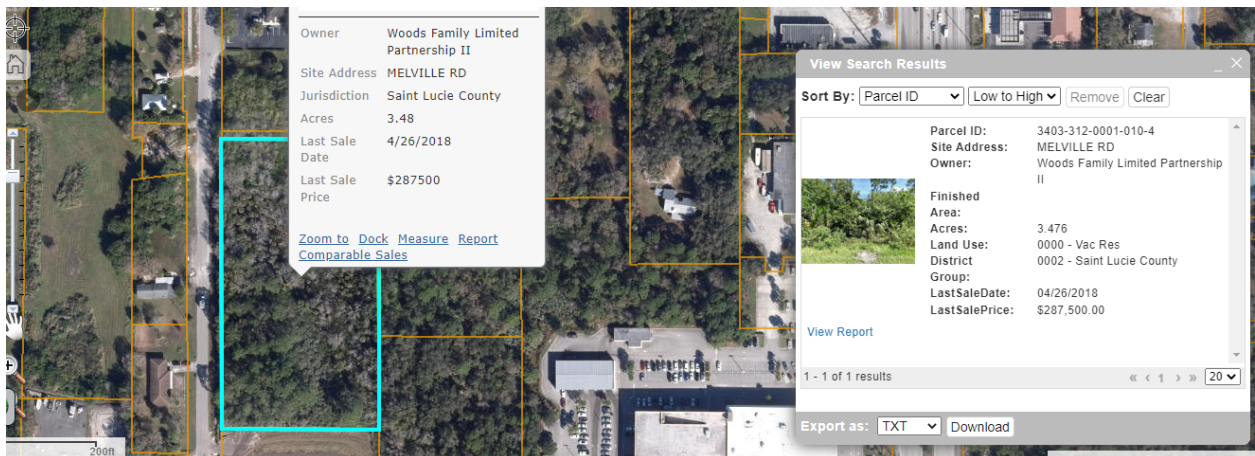 Owner Woods Family Limited
Partnership II
Site Address MELVILLE RD
Jurisdiction Saint Lucie County
Acres 3.48
Last Sale 4/26/2018
Date
Last Sale $287500
Price
Zoom to Dock Measure Report
Comparable Sales
200ft
View Search Results
Sort By: Parcel ID Low to High Remove Clear
Parcel ID: 3403-312-0001-010-4
Site Address: MELVILLE RD
Owner: Woods Family Limited Partnership
II
Finished
Area:
Acres: 3.476
Land Use: 0000 - Vac Res
District 0002 - Saint Lucie County
Group:
LastSaleDate: 04/26/2018
LastSalePrice: $287,500.00
View Report
1 - 1 of 1 results « ‹ 1 › » 20
Export as: TXT Download